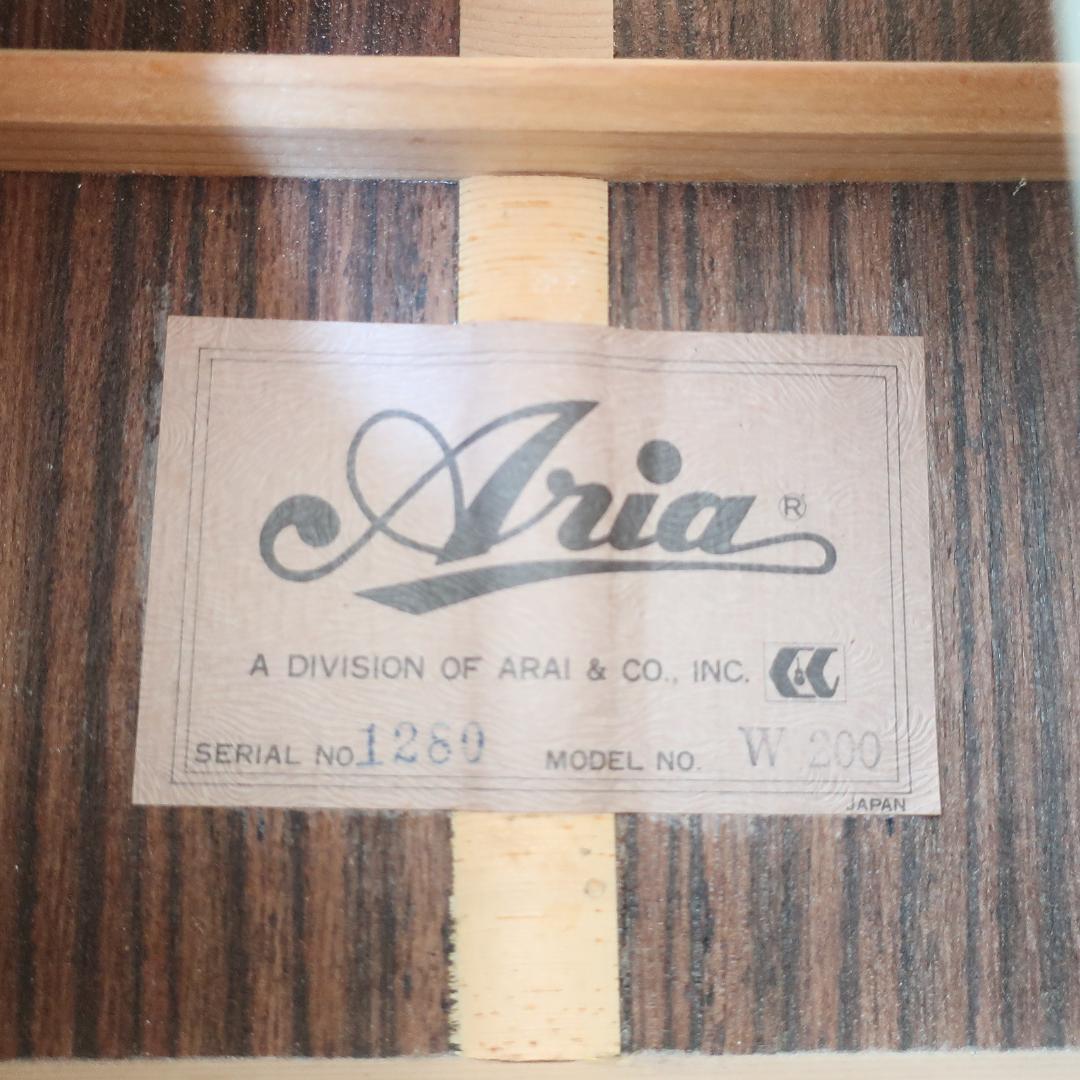 Aria ®
A DIVISION OF ARAI & CO., INC.
SERIAL NO 1280 MODEL NO. W 200
JAPAN